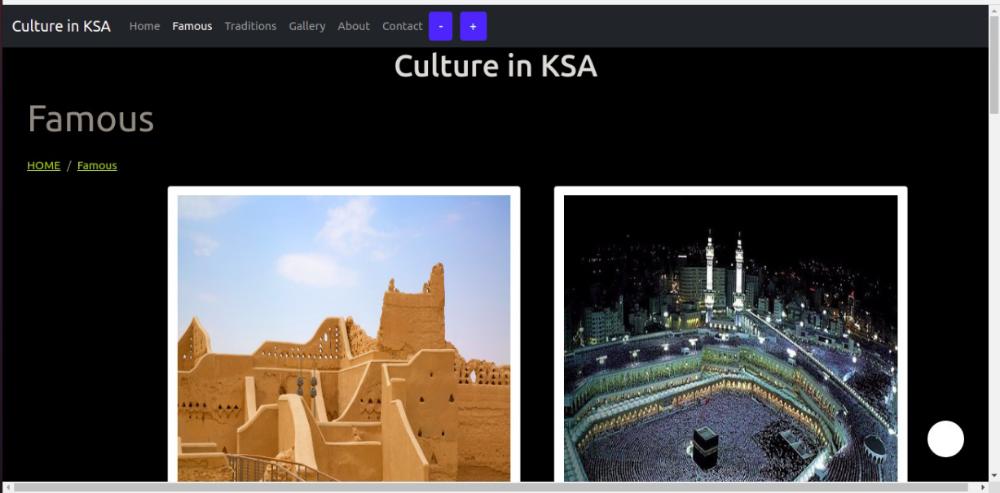 Culture in KSA Home Famous Traditions Gallery About Contact - +
Culture in KSA
Famous
HOME / Famous